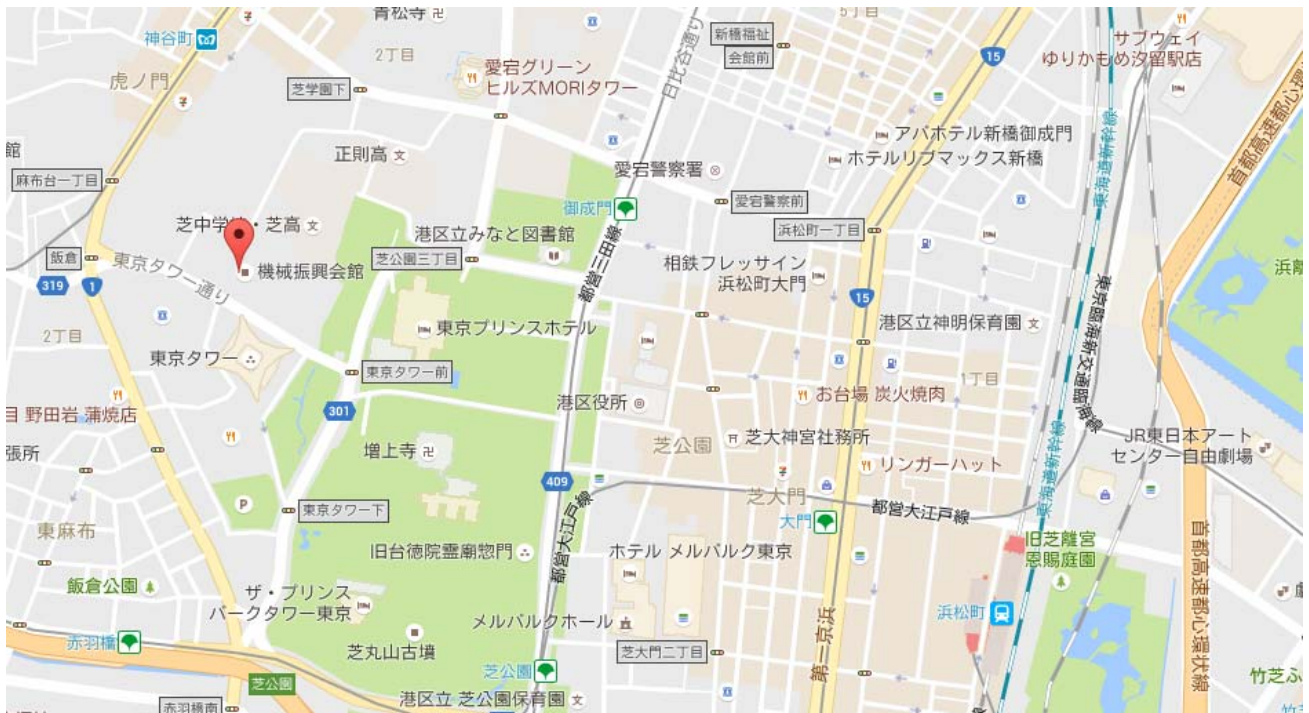 青松寺
5丁目
日比谷通り
新橋福祉
会館前
15
サブウェイ
ゆりかもめ汐留駅店
神谷町
2丁目
虎ノ門
芝学園下
愛宕グリーン
ヒルズMORIタワー
首都高速都心環状線
東海道新幹線
アパホテル新橋御成門
ホテルリブマックス新橋
館
正則高
愛宕警察署
麻布台一丁目
御成門
愛宕警察前
浜松町一丁目
芝中学校・芝高
港区立みなと図書館
飯倉
東京タワー通り
機械振興会館
芝公園三丁目
都営三田線
相鉄フレッサイン
浜松町大門
浜離
319
1
15
東京臨海新交通臨海線
港区立神明保育園
2丁目
東京プリンスホテル
東京タワー
東京タワー前
1丁目
301
港区役所
お台場 炭火焼肉
目 野田岩 蒲焼店
張所
増上寺
芝公園
芝大神宮社務所
JR東日本アート
センター自由劇場
リンガーハット
東海道新幹線
409
P
東京タワー下
芝大門
都営大江戸線
大門
都営大江戸線
東麻布
旧台徳院霊廟惣門
ホテル メルパルク東京
旧芝離宮
恩賜庭園
首都高速都心環状線
飯倉公園
ザ・プリンス
パークタワー東京
浜松町
赤羽橋
芝丸山古墳
メルパルクホール
芝大門二丁目
第一京浜
芝公園
芝公園
竹芝ふ
港区立 芝公園保育園
赤羽橋南